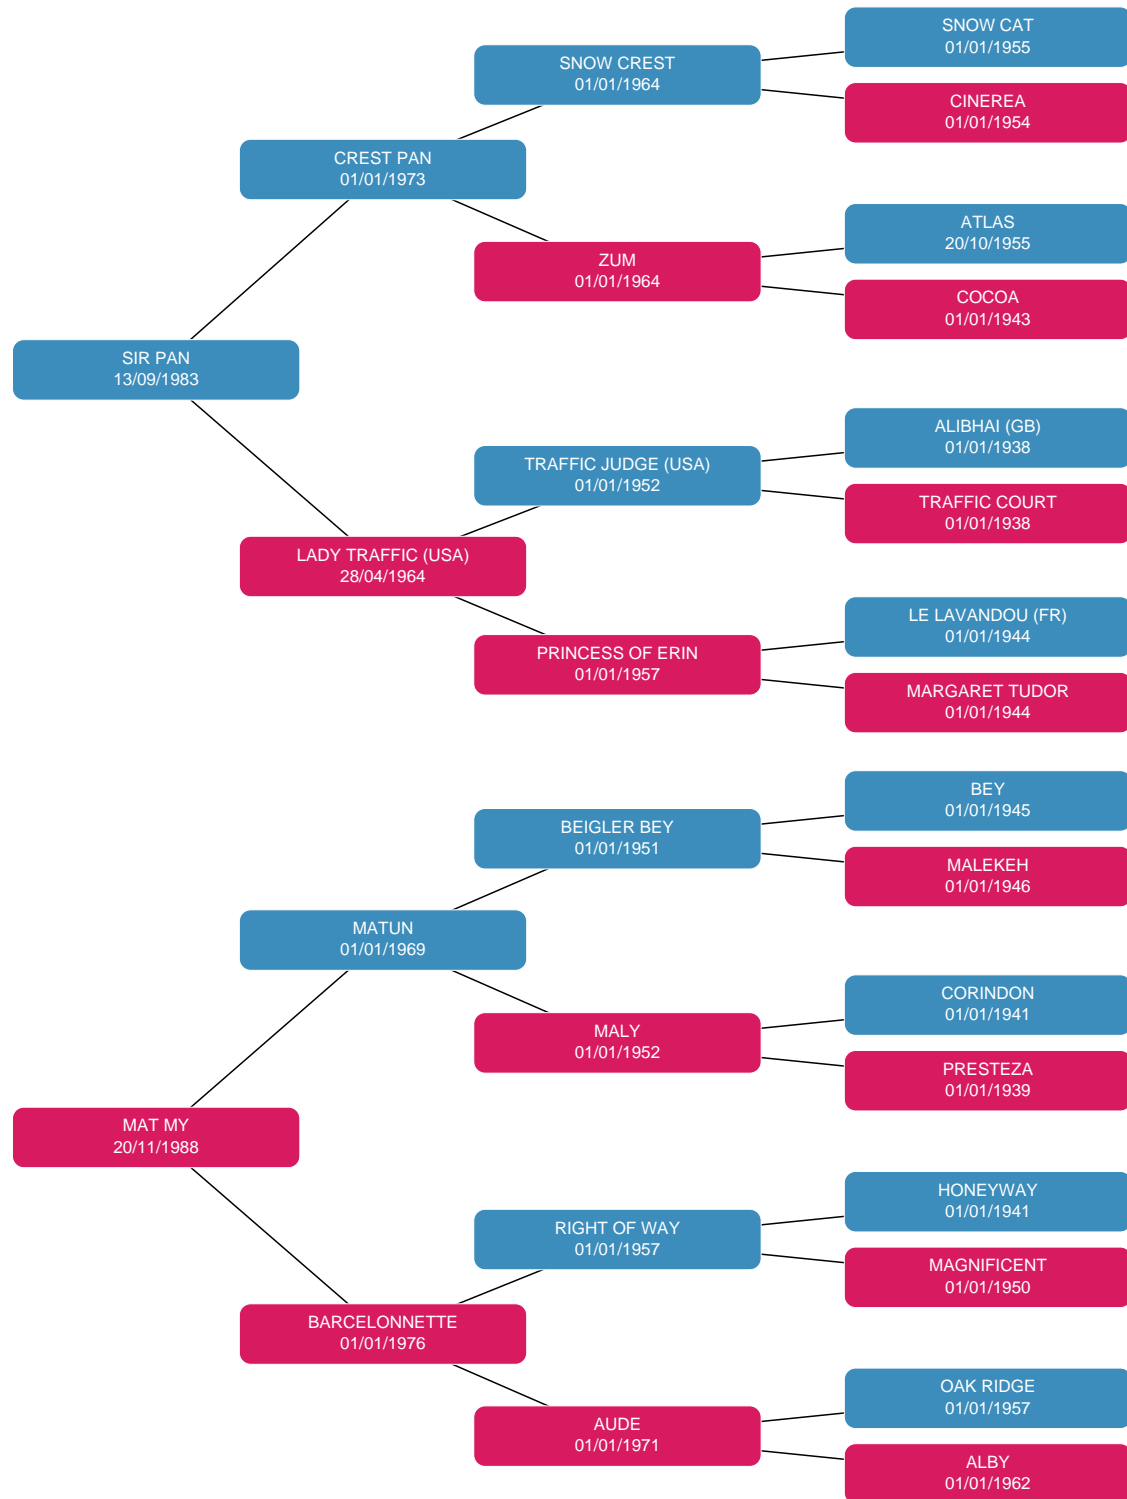 SNOW CAT
01/01/1955
SNOW CREST
01/01/1964
CINEREA
01/01/1954
CREST PAN
01/01/1973
ATLAS
20/10/1955
ZUM
01/01/1964
COCOA
01/01/1943
SIR PAN
13/09/1983
ALIBHAI (GB)
01/01/1938
TRAFFIC JUDGE (USA)
01/01/1952
TRAFFIC COURT
01/01/1938
LADY TRAFFIC (USA)
28/04/1964
LE LAVANDOU (FR)
01/01/1944
PRINCESS OF ERIN
01/01/1957
MARGARET TUDOR
01/01/1944
BEY
01/01/1945
BEIGLER BEY
01/01/1951
MALEKEH
01/01/1946
MATUN
01/01/1969
CORINDON
01/01/1941
MALY
01/01/1952
PRESTEZA
01/01/1939
MAT MY
20/11/1988
HONEYWAY
01/01/1941
RIGHT OF WAY
01/01/1957
MAGNIFICENT
01/01/1950
BARCELONNETTE
01/01/1976
OAK RIDGE
01/01/1957
AUDE
01/01/1971
ALBY
01/01/1962